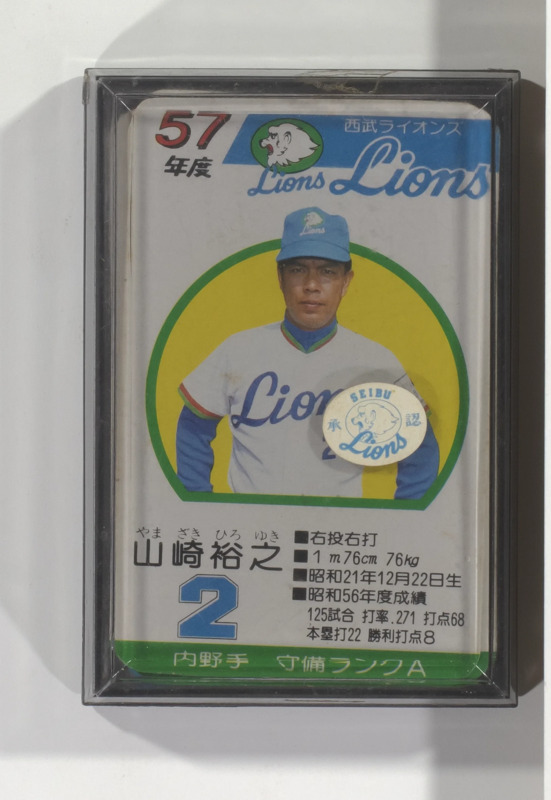 57
年度
西武ライオンズ
Lions
Lions
Lions
Lion
2
SEIBU
承認
Lions
やま ざき ひろ ゆき
山崎裕之
2
■右投右打
■1m76cm 76kg
■昭和21年12月22日生
■昭和56年度成績
125試合 打率.271 打点68
本塁打22 勝利打点8
内野手 守備ランクA